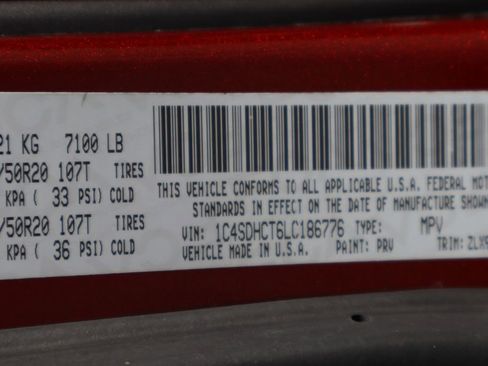 21 KG 7100 LB
/50R20 107T TIRES
KPA ( 33 PSI) COLD
/50R20 107T TIRES
KPA ( 36 PSI) COLD
THIS VEHICLE CONFORMS TO ALL APPLICABLE U.S.A. FEDERAL MOTO
STANDARDS IN EFFECT ON THE DATE OF MANUFACTURE SHOWN
VIN: 1C4SDHCT6LC186776 TYPE: MPV
VEHICLE MADE IN U.S.A. PAINT: PRV TRIM: ZLX9